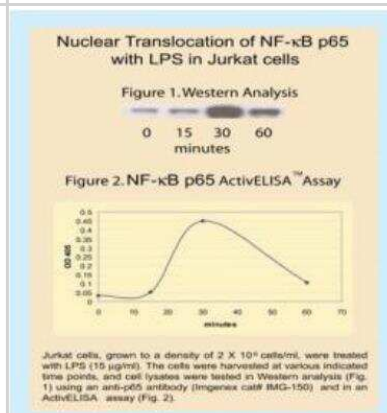 Nuclear Translocation of NF-κB p65
with LPS in Jurkat cells
Figure 1. Western Analysis
0 15 30 60
minutes
Figure 2. NF-κB p65 ActivELISA™ Assay
0.5
0.45
0.4
0.35
0.3
0.25
0.2
0.15
0.1
0.05
0
OD 405
0 10 20 30 40 50 60 70
minutes
Jurkat cells, grown to a density of 2 X 10⁶ cells/ml, were treated
with LPS (15 µg/ml). The cells were harvested at various indicated
time points, and cell lysates were tested in Western analysis (Fig.
1) using an anti-p65 antibody (Imgenex cat# IMG-150) and in an
ActivELISA assay (Fig. 2).